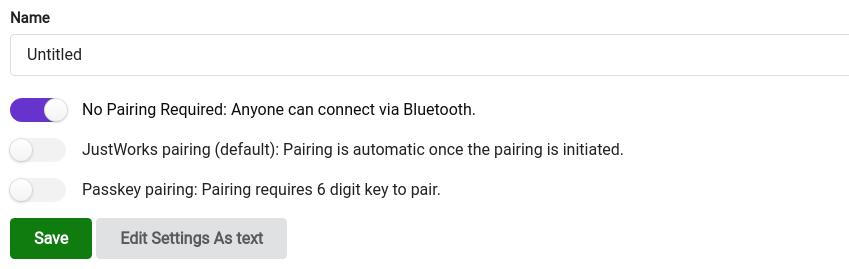 Name
Untitled
No Pairing Required: Anyone can connect via Bluetooth.
JustWorks pairing (default): Pairing is automatic once the pairing is initiated.
Passkey pairing: Pairing requires 6 digit key to pair.
Save Edit Settings As text